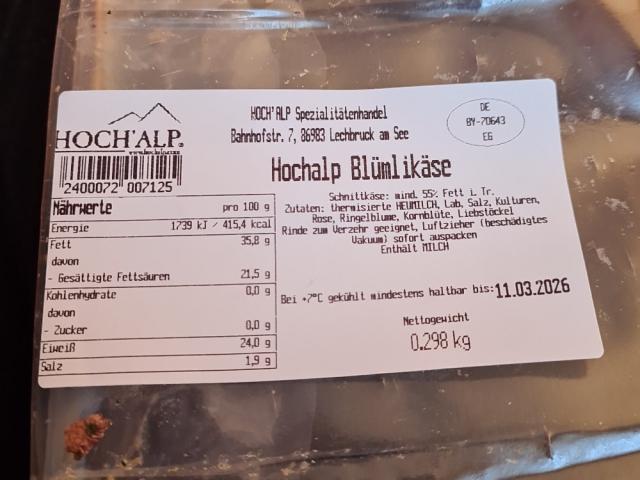 HOCH'ALP®
www.hochalp.com
2400072 007125
HOCH'ALP Spezialitätenhandel
Bahnhofstr. 7, 86983 Lechbruck am See
DE
BY-70643
EG
Hochalp Blümlikäse
Schnittkäse: mind. 55% Fett i. Tr.
Zutaten: thermisierte HEUMILCH, Lab, Salz, Kulturen,
Rose, Ringelblume, Kornblüte, Liebstöckel
Rinde zum Verzehr geeignet, Luftzieher (beschädigtes
Vakuum) sofort auspacken
Enthält MILCH
Nährwerte pro 100 g
Energie 1739 kJ / 415,4 kcal
Fett 35,8 g
davon
- Gesättigte Fettsäuren 21,5 g
Kohlenhydrate 0,0 g
davon
- Zucker 0,0 g
Eiweiß 24,0 g
Salz 1,9 g
Bei +7°C gekühlt mindestens haltbar bis: 11.03.2026
Nettogewicht
0.298 kg